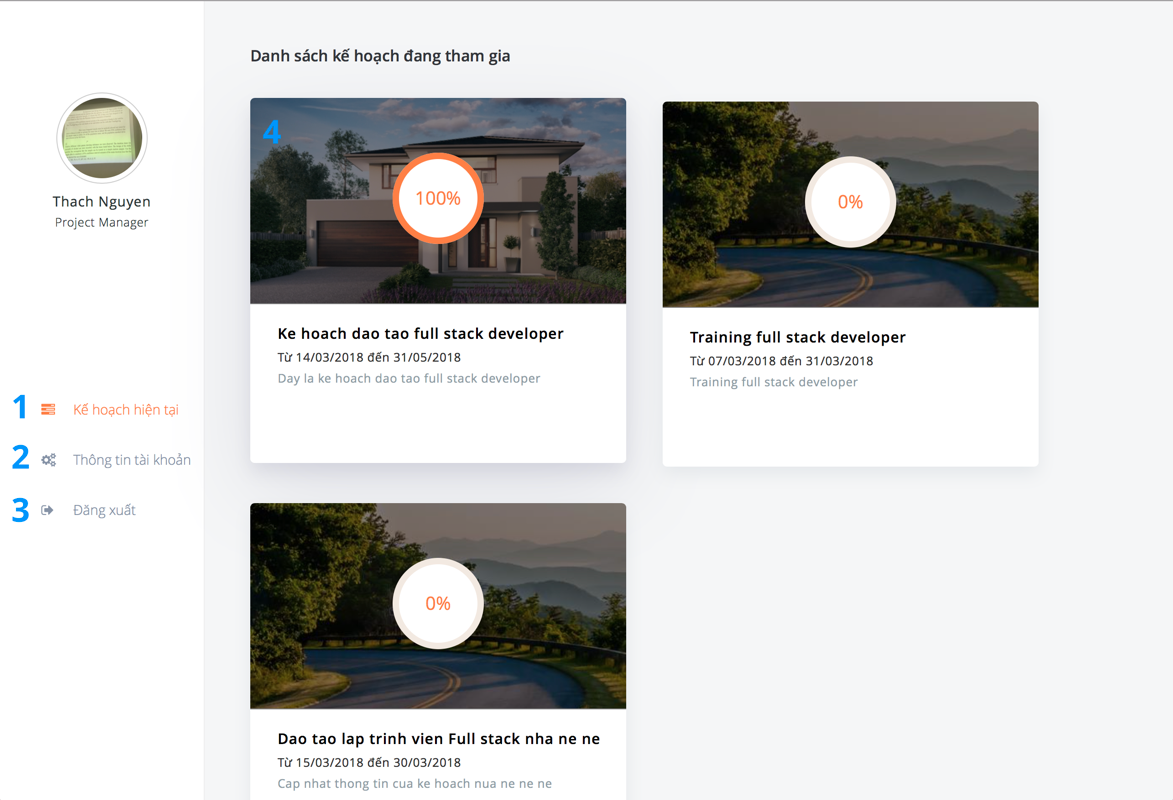 Danh sách kế hoạch đang tham gia
Thach Nguyen
Project Manager
1 Kế hoạch hiện tại
2 Thông tin tài khoản
3 Đăng xuất
4
100%
Ke hoach dao tao full stack developer
Từ 14/03/2018 đến 31/05/2018
Day la ke hoach dao tao full stack developer
0%
Training full stack developer
Từ 07/03/2018 đến 31/03/2018
Training full stack developer
0%
Dao tao lap trinh vien Full stack nha ne ne
Từ 15/03/2018 đến 30/03/2018
Cap nhat thong tin cua ke hoach nua ne ne ne